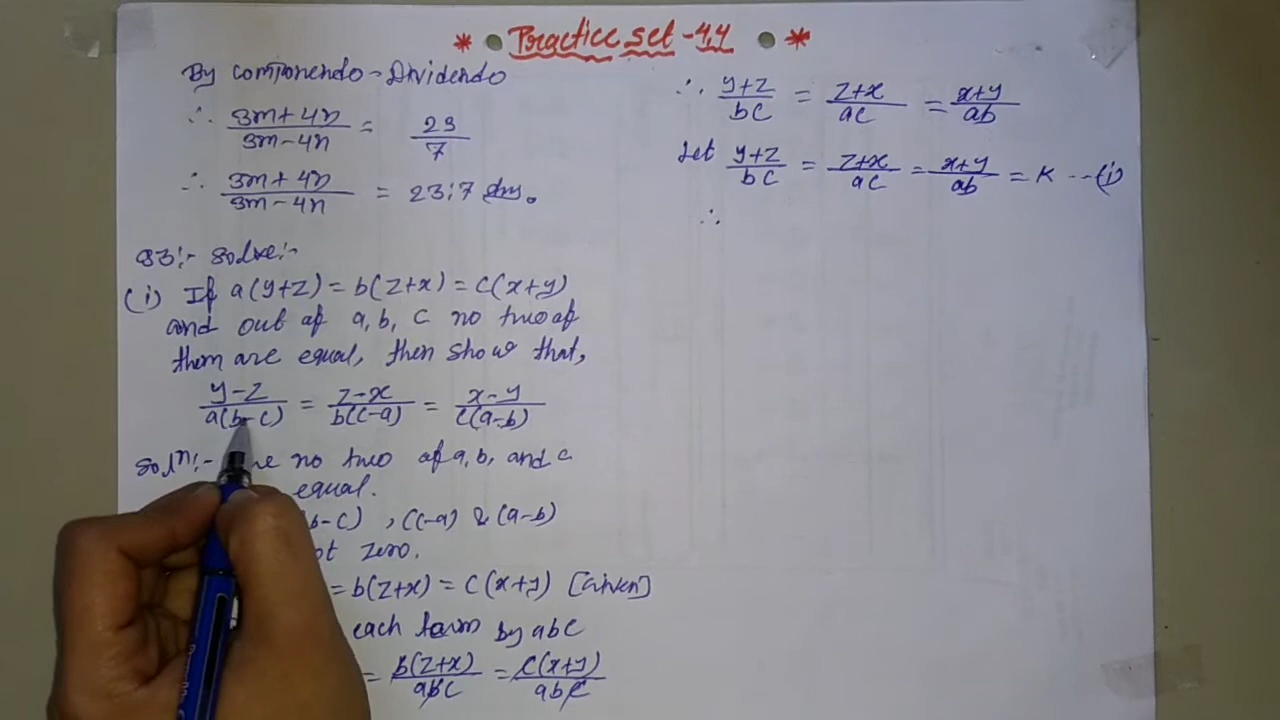 * Practice set - 4.4 *
By Componendo - Dividendo
∴ 3m+4n/3m-4n = 23/7
∴ 3m+4n/3m-4n = 23:7 Ans.
Q3:- Solve:-
(i) If a(y+z) = b(z+x) = c(x+y)
and out of a, b, c no two of
them are equal, then show that,
y-z/a(b-c) = z-x/b(c-a) = x-y/c(a-b)
Solⁿ:- no two of a, b, and c
equal.
b-c) , (c-a) & (a-b)
zero.
= b(z+x) = c(x+y) [Given]
each term by abc
= b(z+x)/abc = c(x+y)/abc
∴ y+z/bc = z+x/ac = x+y/ab
Let y+z/bc = z+x/ac = x+y/ab = K --(i)
∴